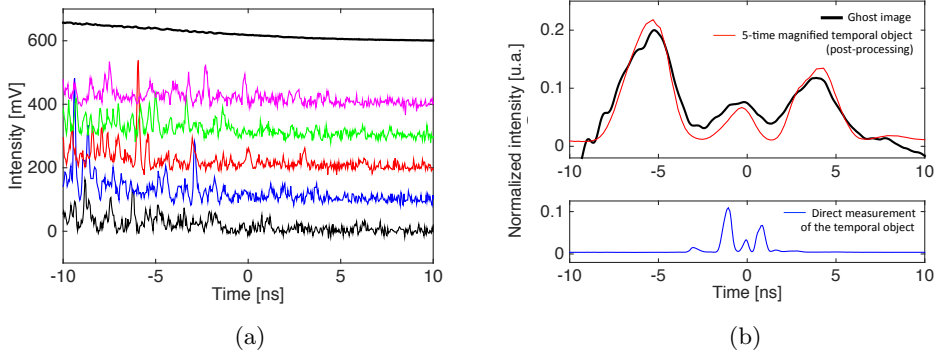 Intensity [mV]
600
400
200
0
-10
-5
0
5
10
Time [ns]
(a)
(b)
Normalized intensity [u.a.]
0.2
0.1
0
Ghost image
5-time magnified temporal object
(post-processing)
-10
-5
0
5
10
0.1
0
Direct measurement
of the temporal object
-10
-5
0
5
10
Time [ns]
(a)
(b)